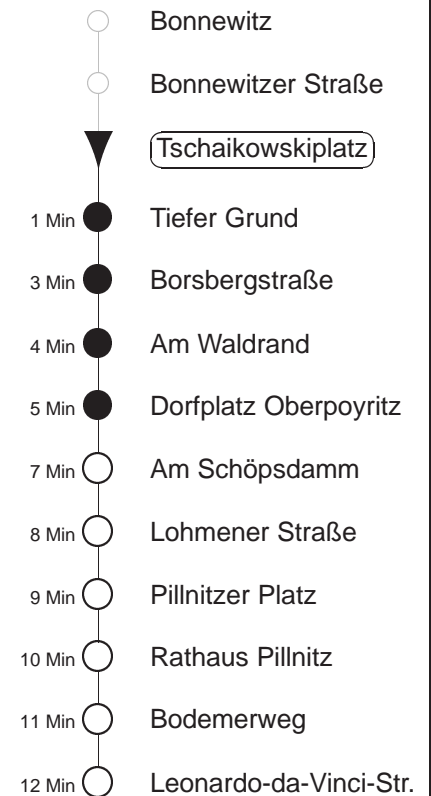 Bonnewitz
Bonnewitzer Straße
Tschaikowskiplatz
1 Min Tiefer Grund
3 Min Borsbergstraße
4 Min Am Waldrand
5 Min Dorfplatz Oberpoyritz
7 Min Am Schöpsdamm
8 Min Lohmener Straße
9 Min Pillnitzer Platz
10 Min Rathaus Pillnitz
11 Min Bodemerweg
12 Min Leonardo-da-Vinci-Str.